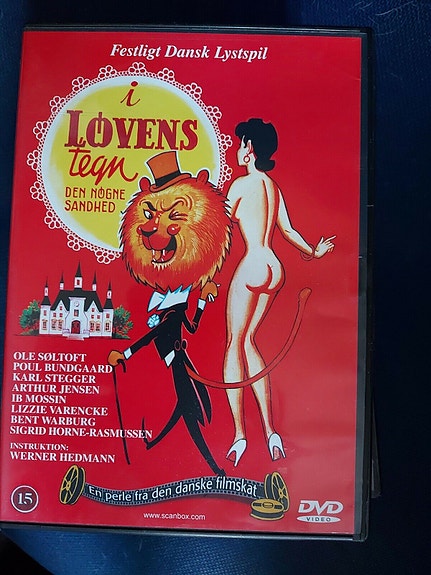 Festligt Dansk Lystspil
i
LØVENS
tegn
DEN NØGNE
SANDHED
OLE SØLTOFT
POUL BUNDGAARD
KARL STEGGER
ARTHUR JENSEN
IB MOSSIN
LIZZIE VARENCKE
BENT WARBURG
SIGRID HORNE-RASMUSSEN
INSTRUKTION:
WERNER HEDMANN
15
En perle fra den danske filmskat
www.scanbox.com
DVD
VIDEO